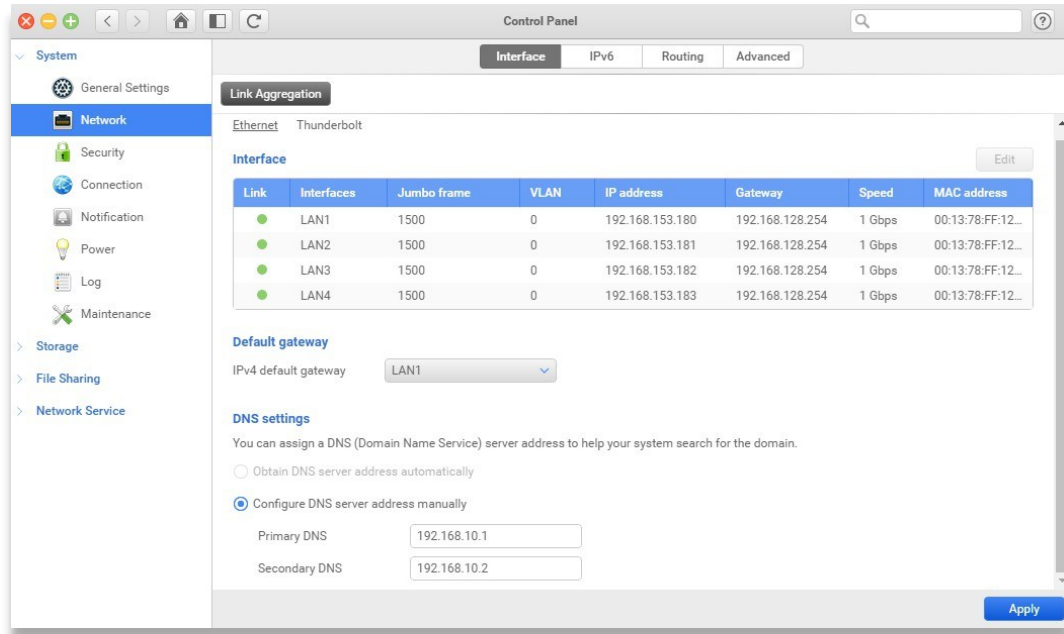 Control Panel
System
General Settings
Network
Security
Connection
Notification
Power
Log
Maintenance
Storage
File Sharing
Network Service
Interface IPv6 Routing Advanced
Link Aggregation
Ethernet Thunderbolt
Interface Edit
Link Interfaces Jumbo frame VLAN IP address Gateway Speed MAC address
LAN1 1500 0 192.168.153.180 192.168.128.254 1 Gbps 00:13:78:FF:12...
LAN2 1500 0 192.168.153.181 192.168.128.254 1 Gbps 00:13:78:FF:12...
LAN3 1500 0 192.168.153.182 192.168.128.254 1 Gbps 00:13:78:FF:12...
LAN4 1500 0 192.168.153.183 192.168.128.254 1 Gbps 00:13:78:FF:12...
Default gateway
IPv4 default gateway LAN1
DNS settings
You can assign a DNS (Domain Name Service) server address to help your system search for the domain.
Obtain DNS server address automatically
Configure DNS server address manually
Primary DNS 192.168.10.1
Secondary DNS 192.168.10.2
Apply